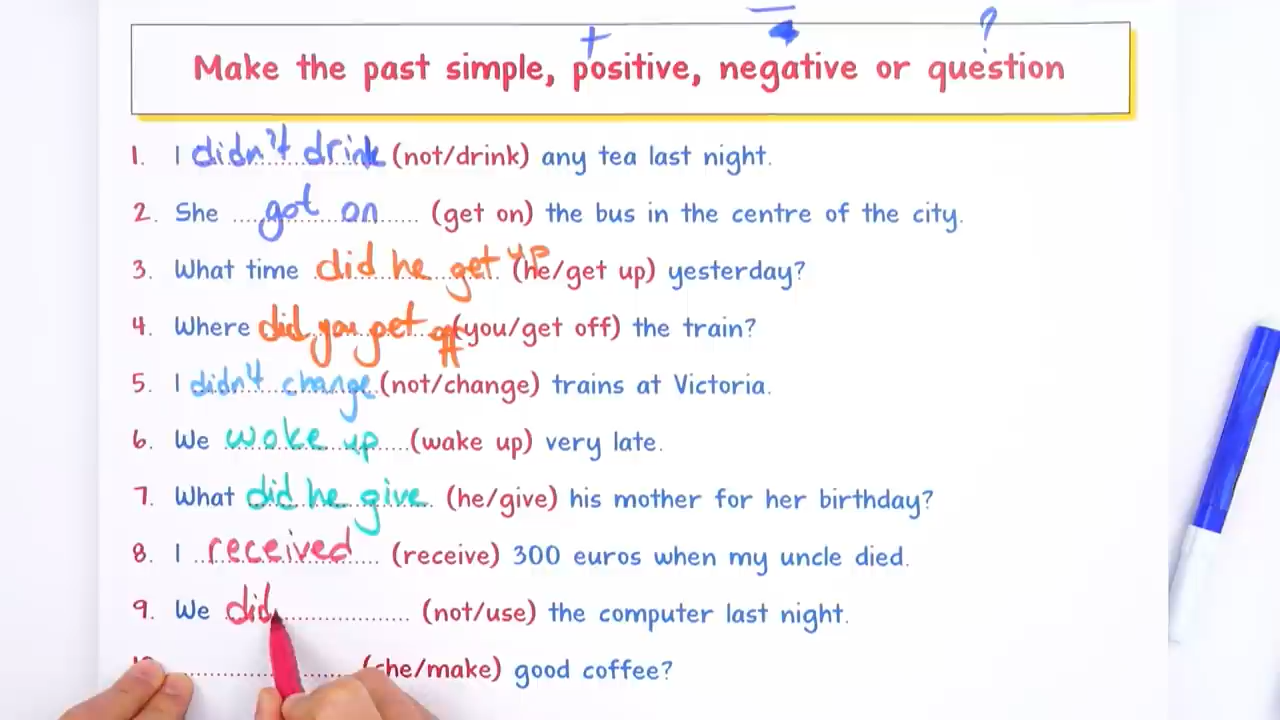 + – ?
Make the past simple, positive, negative or question
1. I didn't drink (not/drink) any tea last night.
2. She ....got on...... (get on) the bus in the centre of the city.
3. What time did he get up (he/get up) yesterday?
4. Where did you get off (you/get off) the train?
5. I didn't change (not/change) trains at Victoria.
6. We woke up....(wake up) very late.
7. What did he give (he/give) his mother for her birthday?
8. I ..received.... (receive) 300 euros when my uncle died.
9. We did.................... (not/use) the computer last night.
........................ (she/make) good coffee?